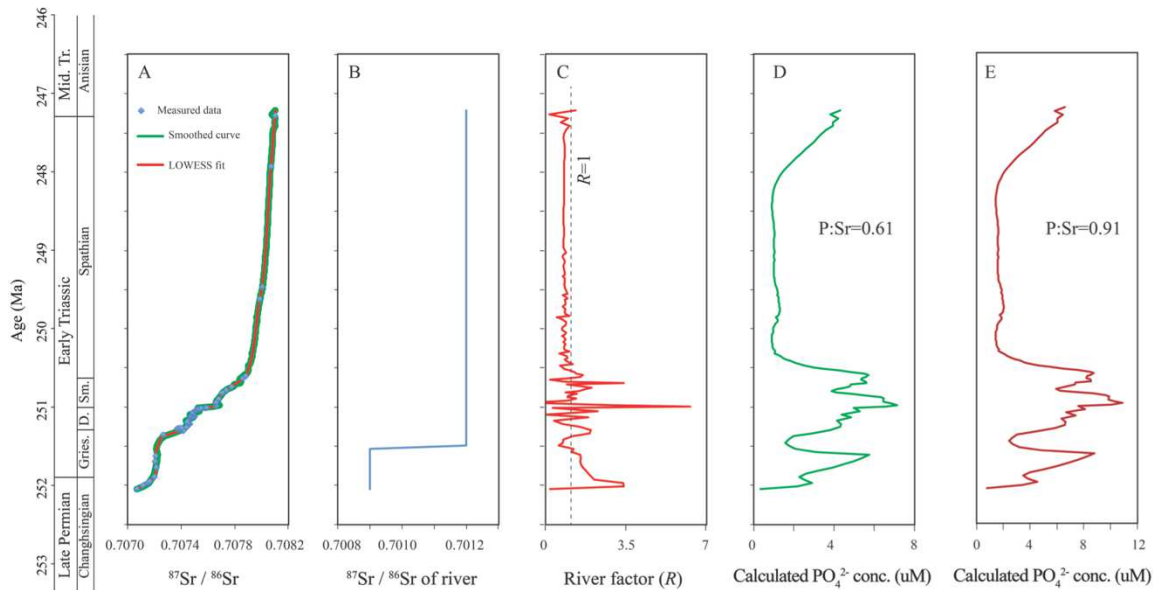 Age (Ma)
246
247
248
249
250
251
252
253
Mid. Tr.
Early Triassic
Late Permian
Anisian
Spathian
Sm.
D.
Gries.
Changhsingian
A
Measured data
Smoothed curve
LOWESS fit
0.7070 0.7074 0.7078 0.7082
87Sr / 86Sr
B
0.7008 0.7010 0.7012
87Sr / 86Sr of river
C
R=1
0 3.5 7
River factor (R)
D
P:Sr=0.61
0 4 8
Calculated PO42- conc. (uM)
E
P:Sr=0.91
0 4 8 12
Calculated PO42- conc. (uM)